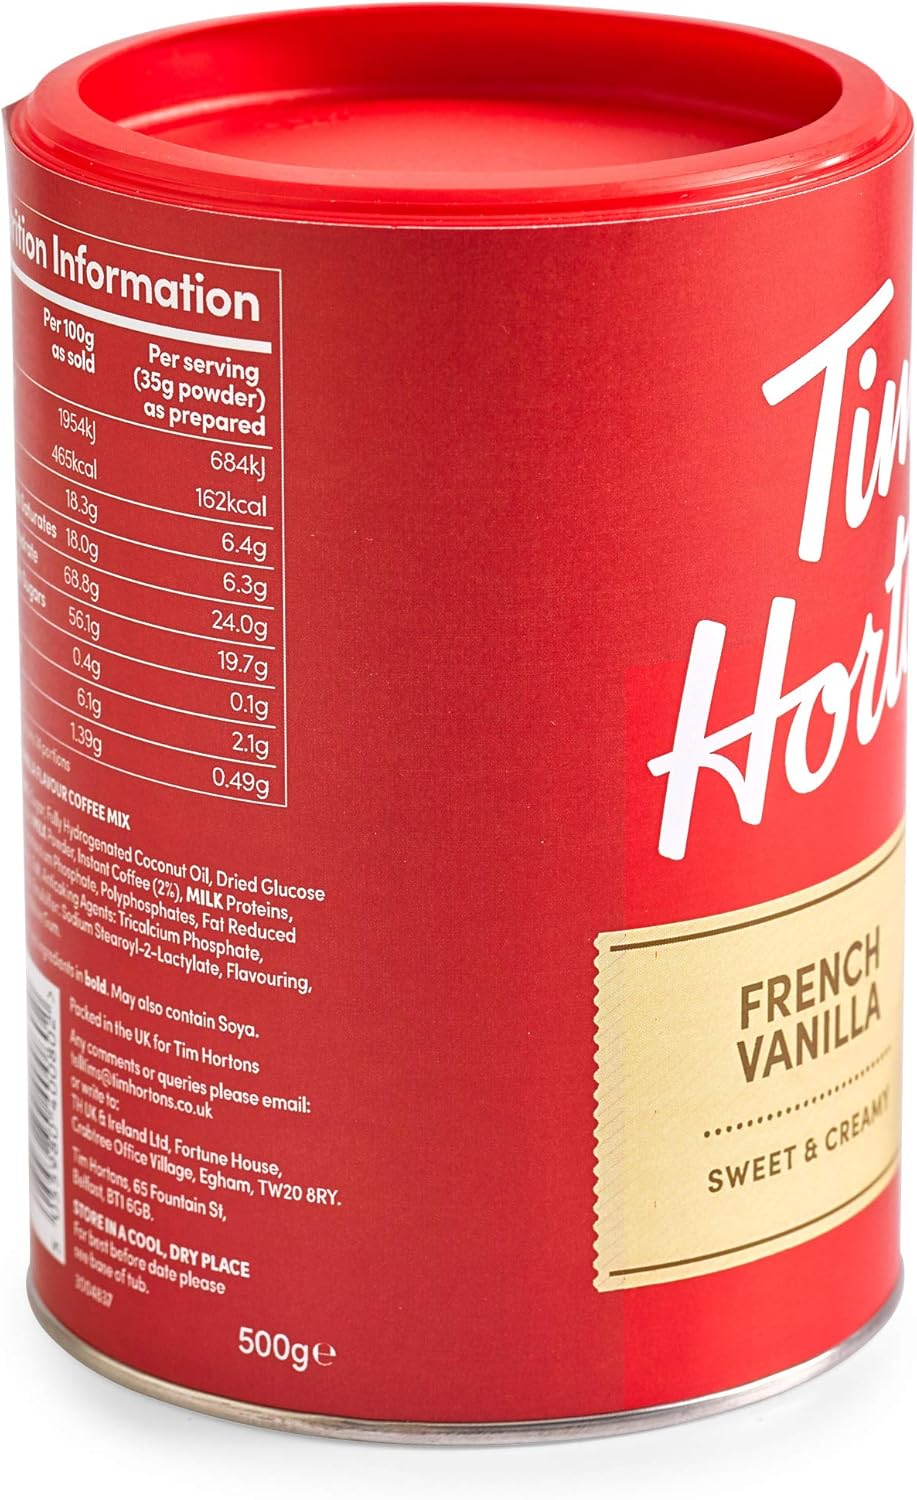 Information
Per 100g
as sold
Per serving
(35g powder)
as prepared
1954kJ 684kJ
465kcal 162kcal
18.3g 6.4g
Saturates 18.0g 6.3g
68.8g 24.0g
Sugars 56.1g 19.7g
0.4g 0.1g
6.1g 2.1g
1.39g 0.49g
portions
FLAVOUR COFFEE MIX
Fully Hydrogenated Coconut Oil, Dried Glucose
Powder, Instant Coffee (2%), MILK Proteins,
Phosphate, Polyphosphates, Fat Reduced
Anticaking Agents: Tricalcium Phosphate,
Sodium Stearoyl-2-Lactylate, Flavouring,
Gum.
ingredients in bold. May also contain Soya.
Packed in the UK for Tim Hortons
Any comments or queries please email:
telltims@timhortons.co.uk
or write to:
TH UK & Ireland Ltd, Fortune House,
Crabtree Office Village, Egham, TW20 8RY.
Tim Hortons, 65 Fountain St,
Belfast, BT1 6GB.
STORE IN A COOL, DRY PLACE
For best before date please
see base of tub.
3004837
500g℮
Tim
Hort
FRENCH
VANILLA
SWEET & CREAMY